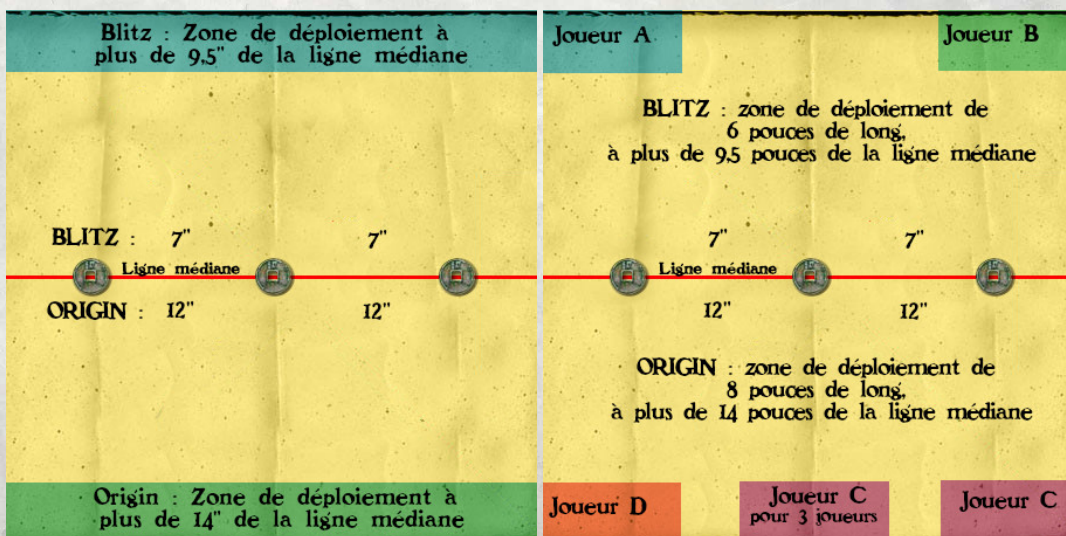 Blitz : Zone de déploiement à
plus de 9,5" de la ligne médiane
BLITZ : 7" 7"
Ligne médiane
ORIGIN : 12" 12"
Origin : Zone de déploiement à
plus de 14" de la ligne médiane
Joueur A
Joueur B
BLITZ : zone de déploiement de
6 pouces de long,
à plus de 9,5 pouces de la ligne médiane
7" 7"
Ligne médiane
12" 12"
ORIGIN : zone de déploiement de
8 pouces de long,
à plus de 14 pouces de la ligne médiane
Joueur D
Joueur C
pour 3 joueurs
Joueur C